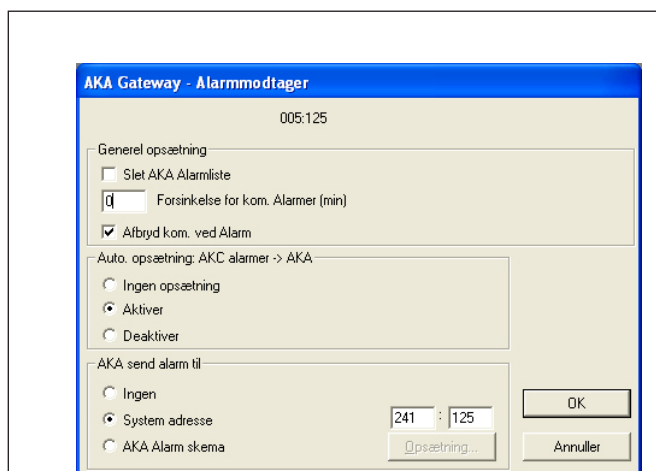 AKA Gateway - Alarmmodtager
005:125
Generel opsætning
Slet AKA Alarmliste
0 Forsinkelse for kom. Alarmer (min)
Afbryd kom. ved Alarm
Auto. opsætning: AKC alarmer -> AKA
Ingen opsætning
Aktiver
Deaktiver
AKA send alarm til
Ingen
System adresse 241 : 125
AKA Alarm skema Opsætning...
OK
Annuller